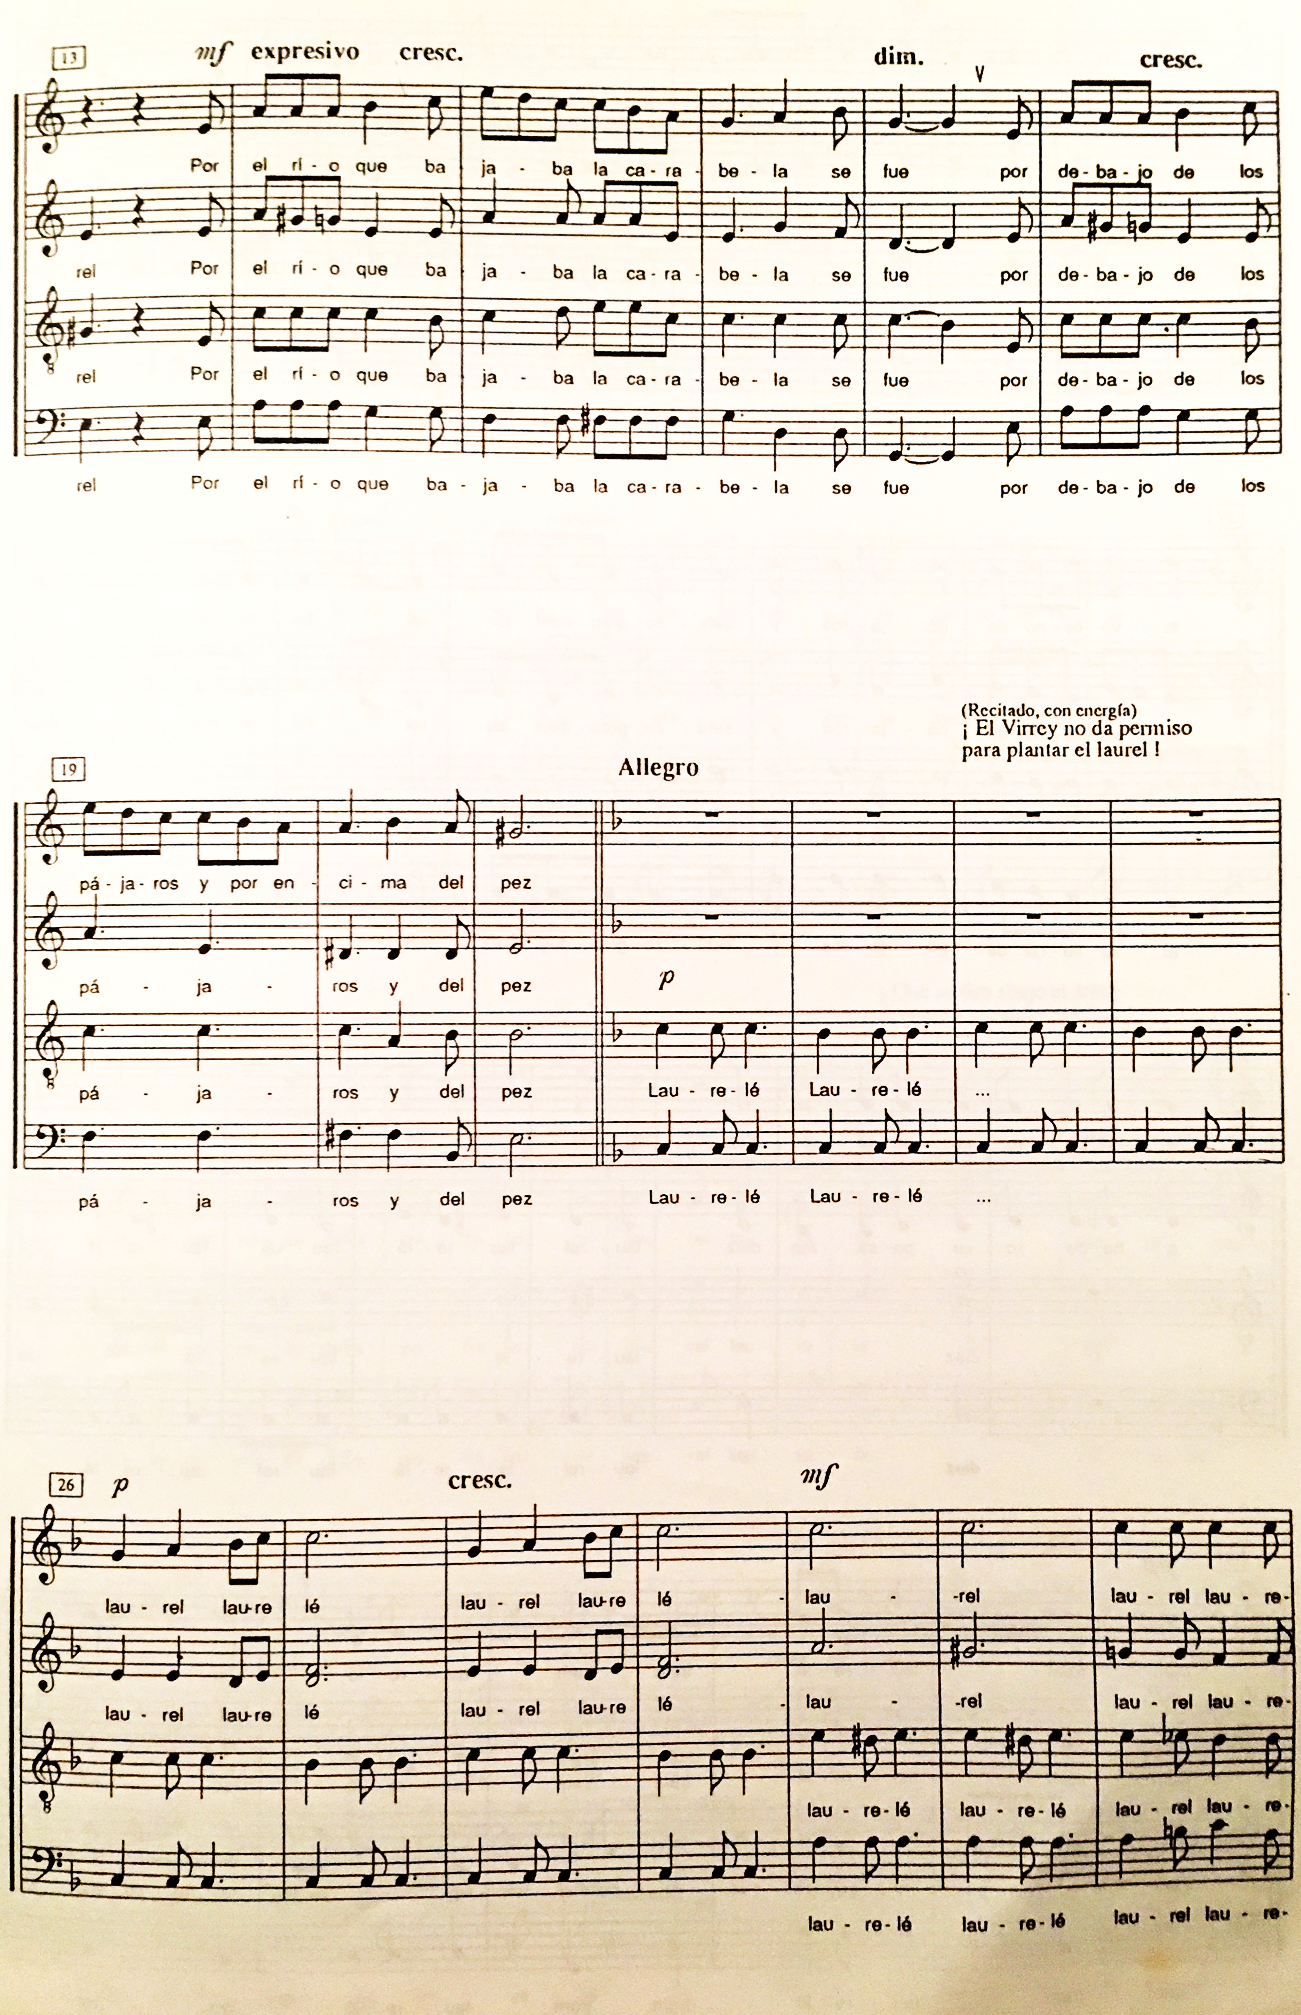 13 mf expresivo cresc. dim. cresc.
Por el rí - o que ba ja - ba la ca - ra - be - la se fue por de - ba - jo de los
rel Por el rí - o que ba ja - ba la ca - ra - be - la se fue por de - ba - jo de los
rel Por el rí - o que ba ja - ba la ca - ra - be - la se fue por de - ba - jo de los
rel Por el rí - o que ba - ja - ba la ca - ra - be - la se fue por de - ba - jo de los
(Recitado, con energía)
¡ El Virrey no da permiso
para plantar el laurel !
19 Allegro
pá - ja - ros y por en - ci - ma del pez
pá - ja - ros y del pez
p
pá - ja - ros y del pez Lau - re - lé Lau - re - lé ...
pá - ja - ros y del pez Lau - re - lé Lau - re - lé ...
26 p cresc. mf
lau - rel lau-re lé lau - rel lau-re lé - lau - -rel lau - rel lau - re-
lau - rel lau-re lé lau - rel lau-re lé - lau - -rel lau - rel lau - re-
lau - re - lé lau - re - lé lau - rel lau - re-
lau - re - lé lau - re - lé lau - rel lau - re-